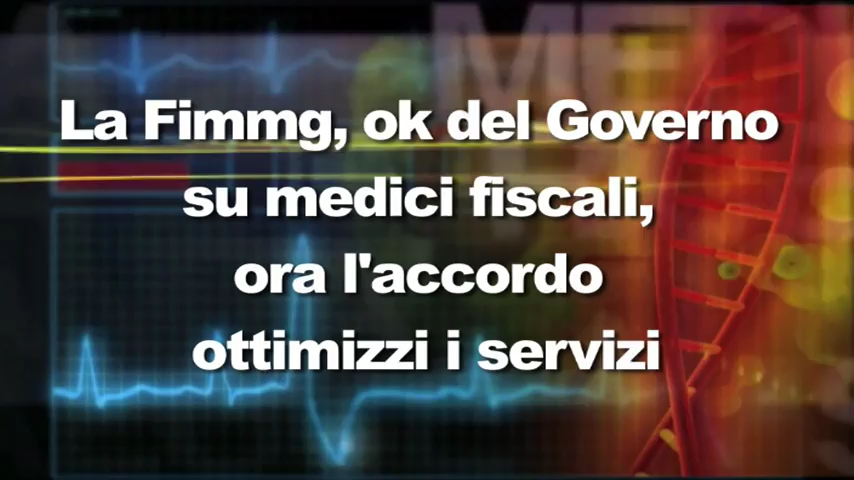 La Fimmg, ok del Governo
su medici fiscali,
ora l'accordo
ottimizzi i servizi